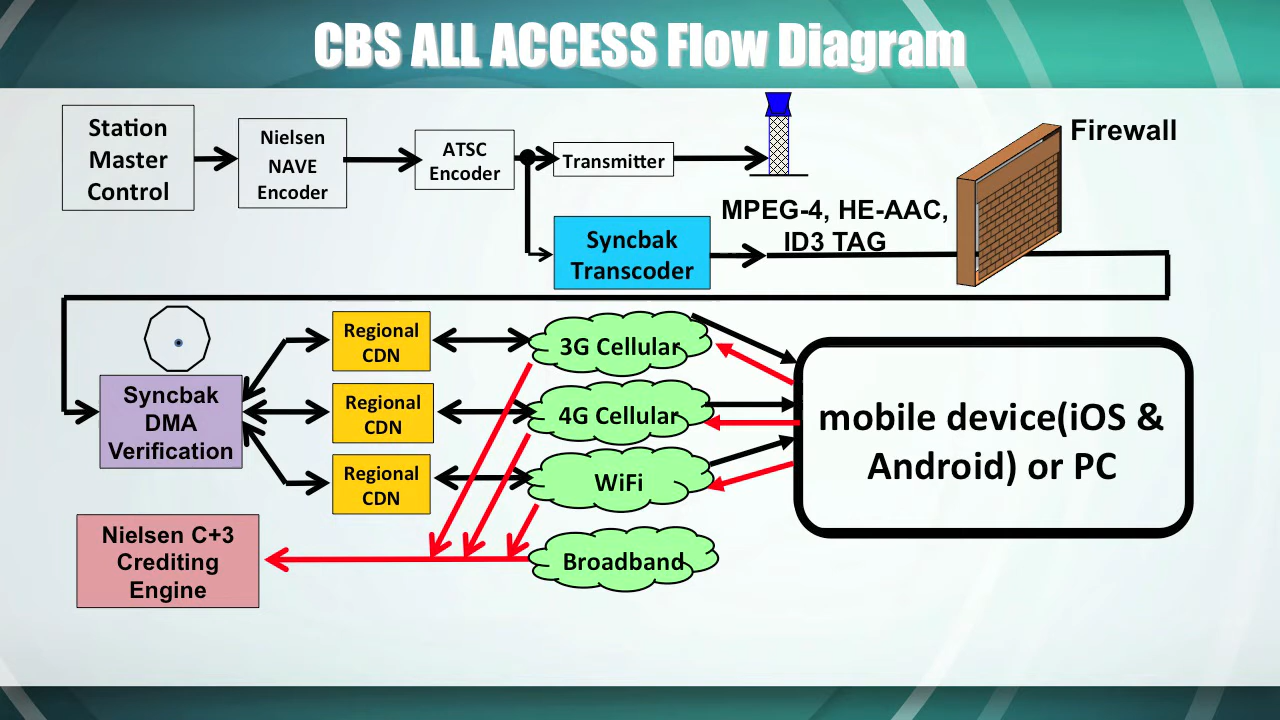 CBS ALL ACCESS Flow Diagram
Station
Master
Control
Nielsen
NAVE
Encoder
ATSC
Encoder
Transmitter
Firewall
MPEG-4, HE-AAC,
ID3 TAG
Syncbak
Transcoder
Syncbak
DMA
Verification
Regional
CDN
Regional
CDN
Regional
CDN
3G Cellular
4G Cellular
WiFi
Broadband
mobile device(iOS &
Android) or PC
Nielsen C+3
Crediting
Engine